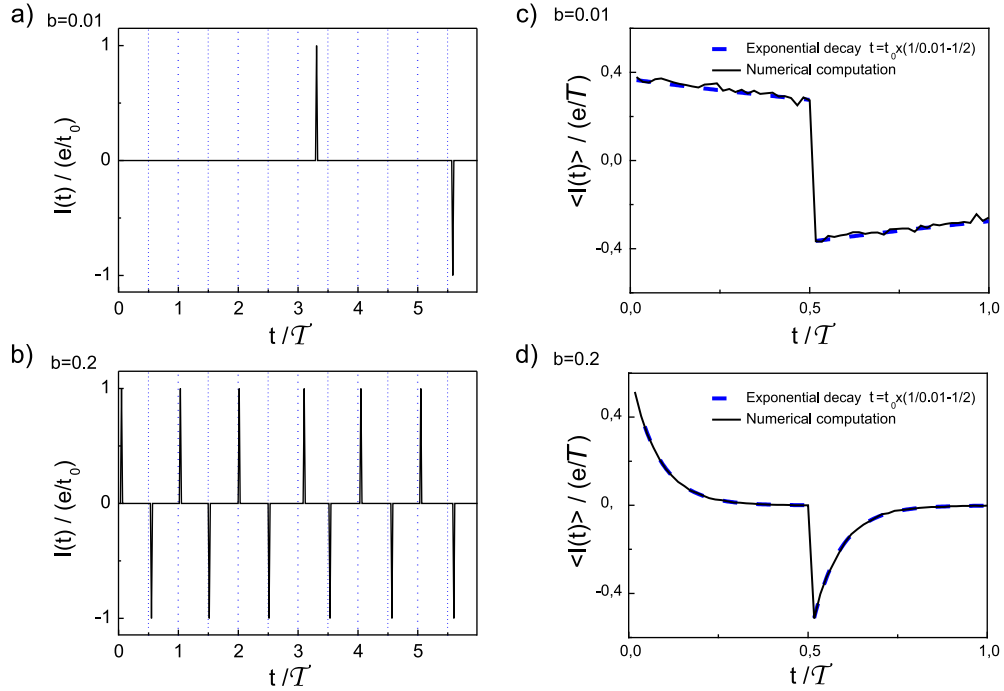 a) b=0.01
1
0
-1
I(t) / (e/t0)
0 1 2 3 4 5
t / T
b) b=0.2
1
0
-1
I(t) / (e/t0)
0 1 2 3 4 5
t / T
c) b=0.01
Exponential decay t=t0x(1/0.01-1/2)
Numerical computation
0,4
0,0
-0,4
<I(t)> / (e/T)
0,0 0,5 1,0
t / T
d) b=0.2
Exponential decay t=t0x(1/0.01-1/2)
Numerical computation
0,4
0,
-0,4
<I(t)> / (e/T)
0,0 0,5 1,0
t / T